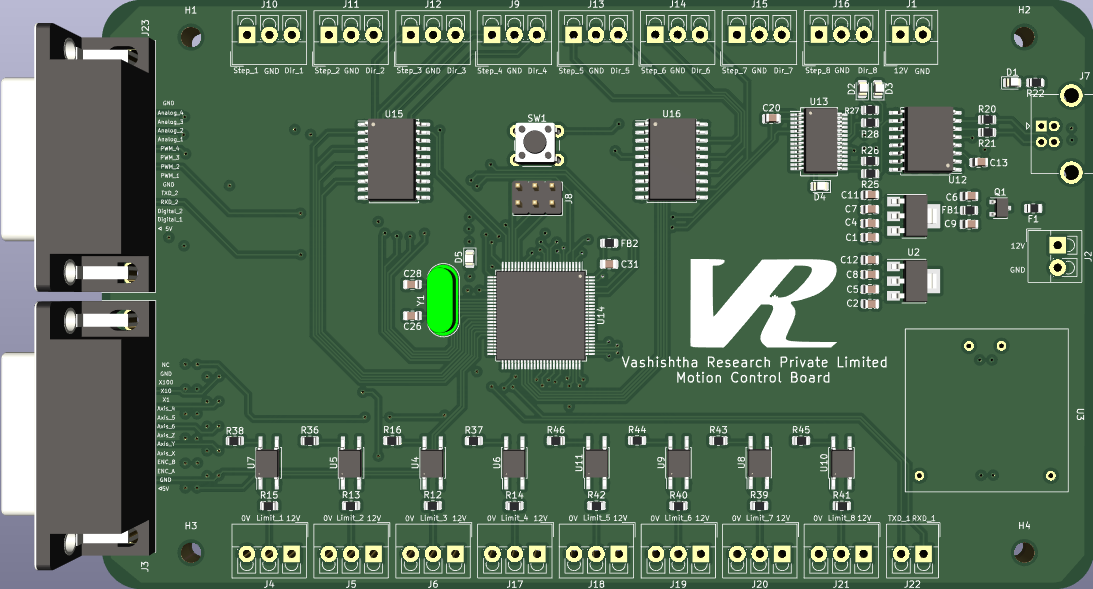 H1 J10 J11 J12 J9 J13 J14 J15 J16 J1 H2
J23
Step_1 GND Dir_1 Step_2 GND Dir_2 Step_3 GND Dir_3 Step_4 GND Dir_4 Step_5 GND Dir_5 Step_6 GND Dir_6 Step_7 GND Dir_7 Step_8 GND Dir_8 12V GND
D1 J7
R22
D2 D3
GND
Analog_4
Analog_3
Analog_2
Analog_1
PWM_4
PWM_3
PWM_2
PWM_1
GND
TXD_2
RXD_2
Digital_2
Digital_1
5V
U15 SW1 U16 C20 U13 R27 R20
R28
R21
R26
C13
R25 U12
D4
J8
C11 C6 Q1
C7 FB1 F1
C4 C9
C1
FB2
C31
D5
12V
GND
J2
C12 U2
C8
C5
C2
C28
Y1
C26
U14
VR
Vashishtha Research Private Limited
Motion Control Board
U3
NC
GND
X100
X10
X1
Axis_4
Axis_5
Axis_6
Axis_Z
Axis_Y
Axis_X
ENC_B
ENC_A
GND
5V
R38 R36 R16 R37 R46 R44 R43 R45
U7 U5 U4 U6 U11 U9 U8 U10
R15 R13 R12 R14 R42 R40 R39 R41
0V Limit_1 12V 0V Limit_2 12V 0V Limit_3 12V 0V Limit_4 12V 0V Limit_5 12V 0V Limit_6 12V 0V Limit_7 12V 0V Limit_8 12V TXD_1 RXD_1
H3 H4
J3
J4 J5 J6 J17 J18 J19 J20 J21 J22